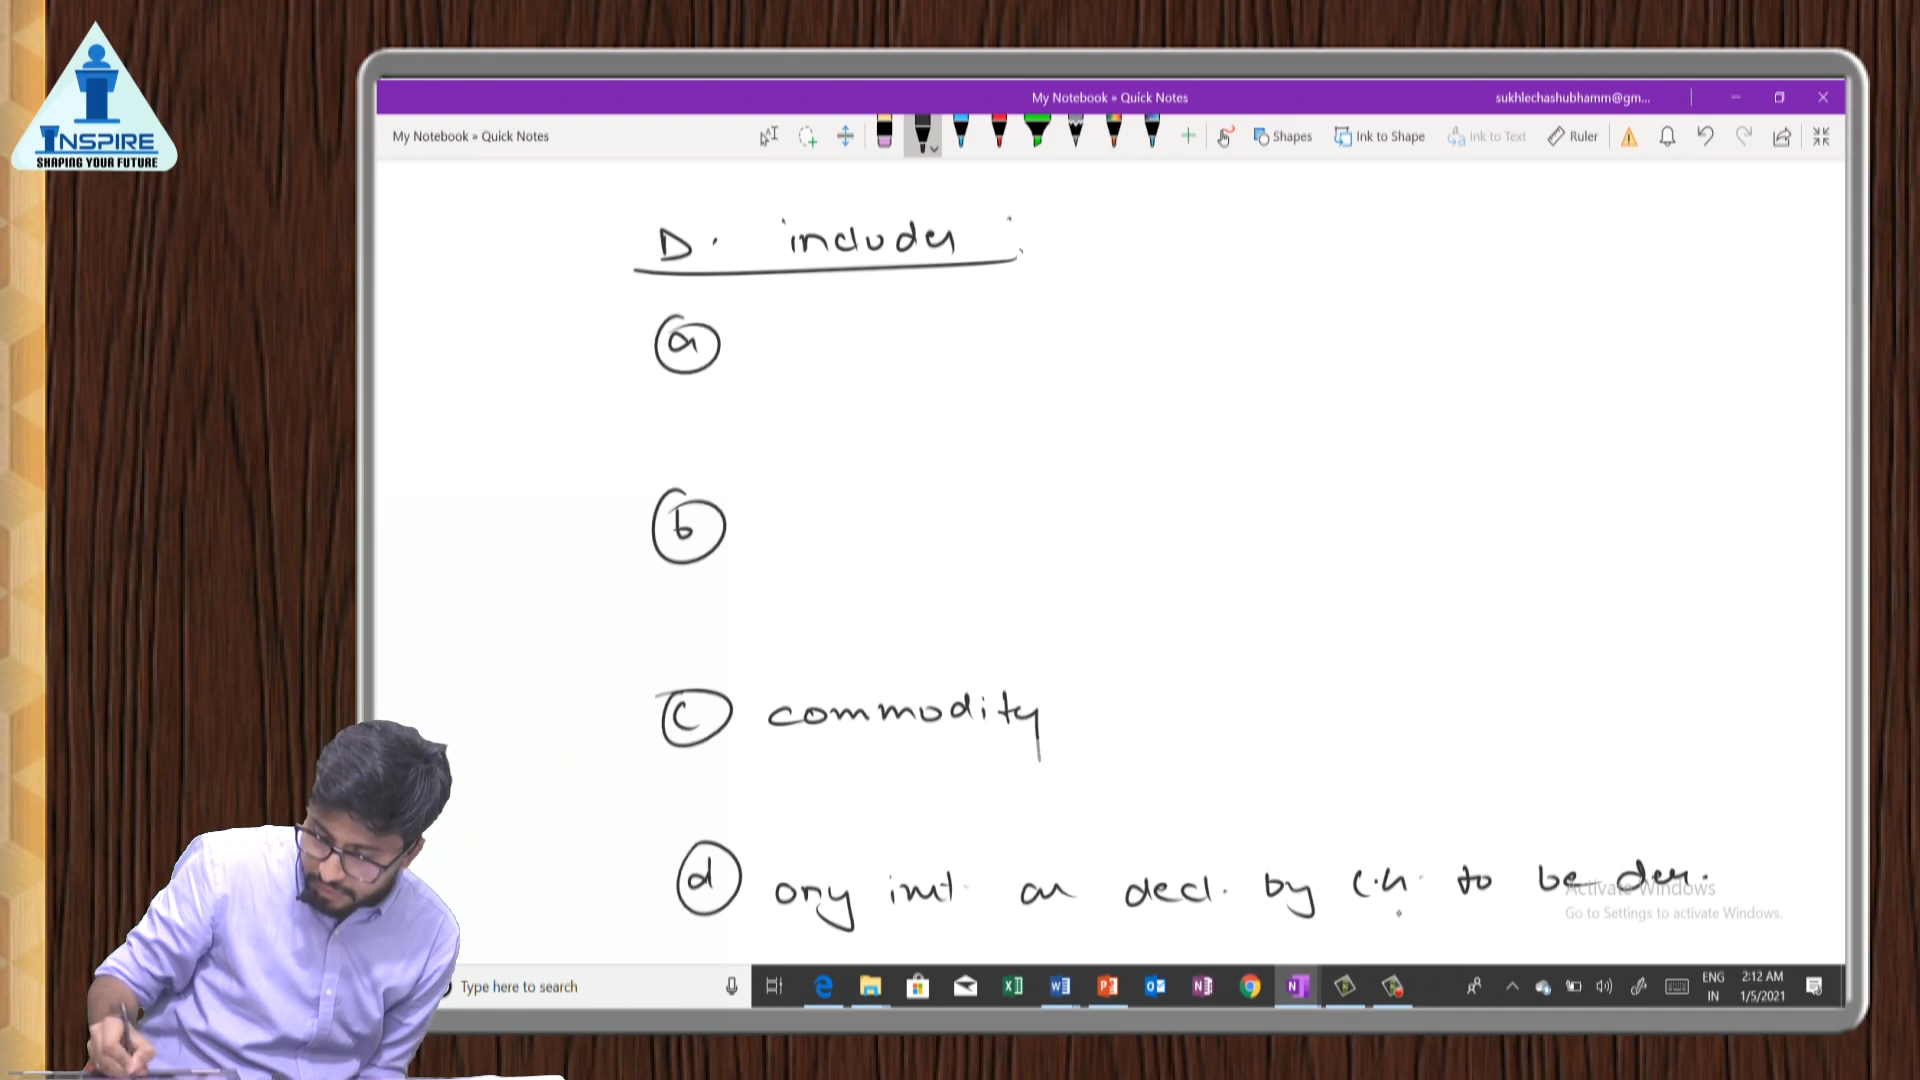 INSPIRE
SHAPING YOUR FUTURE
My Notebook » Quick Notes
sukhlechashubhamm@gm...
My Notebook » Quick Notes
Shapes
Ink to Shape
Ink to Text
Ruler
D. includes :
a
b
c commodity
d any inst. as decl. by C.G. to be der.
Activate Windows
Go to Settings to activate Windows.
Type here to search
ENG
IN
2:12 AM
1/5/2021